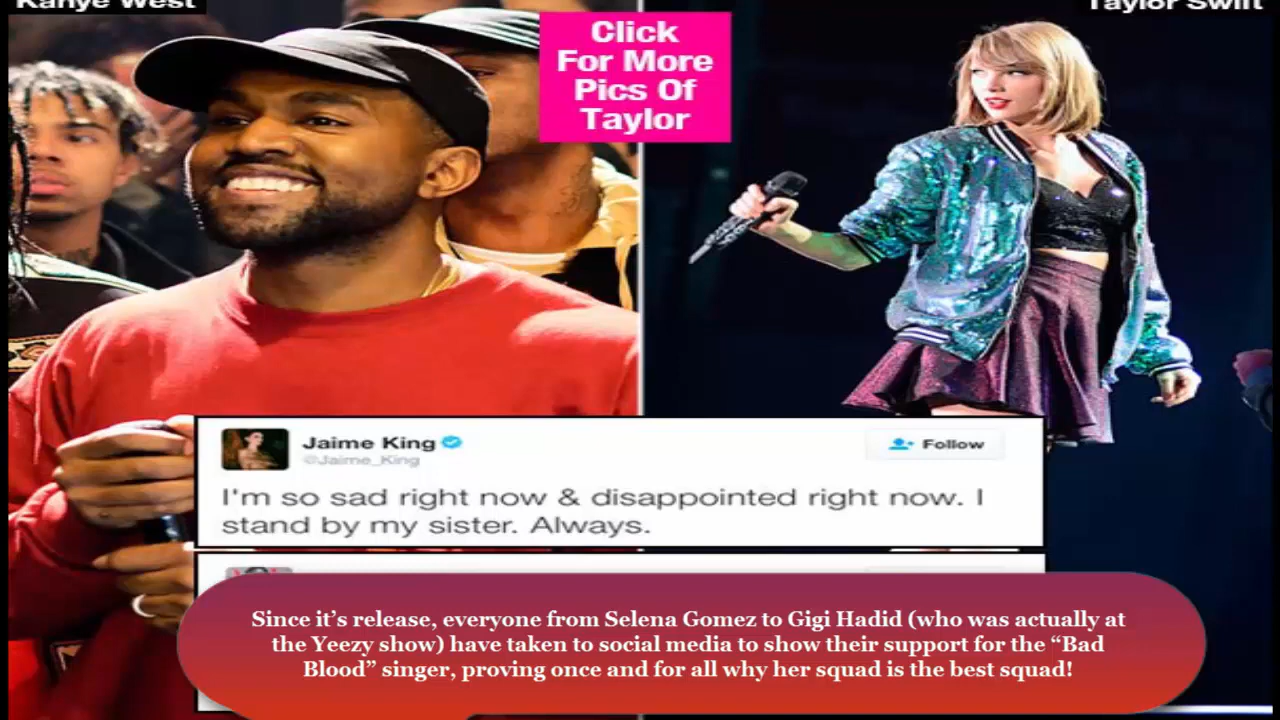 Kanye West
Taylor Swift
Click
For More
Pics Of
Taylor
Jaime King
@Jaime_King
Follow
I'm so sad right now & disappointed right now. I
stand by my sister. Always.
Since it’s release, everyone from Selena Gomez to Gigi Hadid (who was actually at
the Yeezy show) have taken to social media to show their support for the “Bad
Blood” singer, proving once and for all why her squad is the best squad!